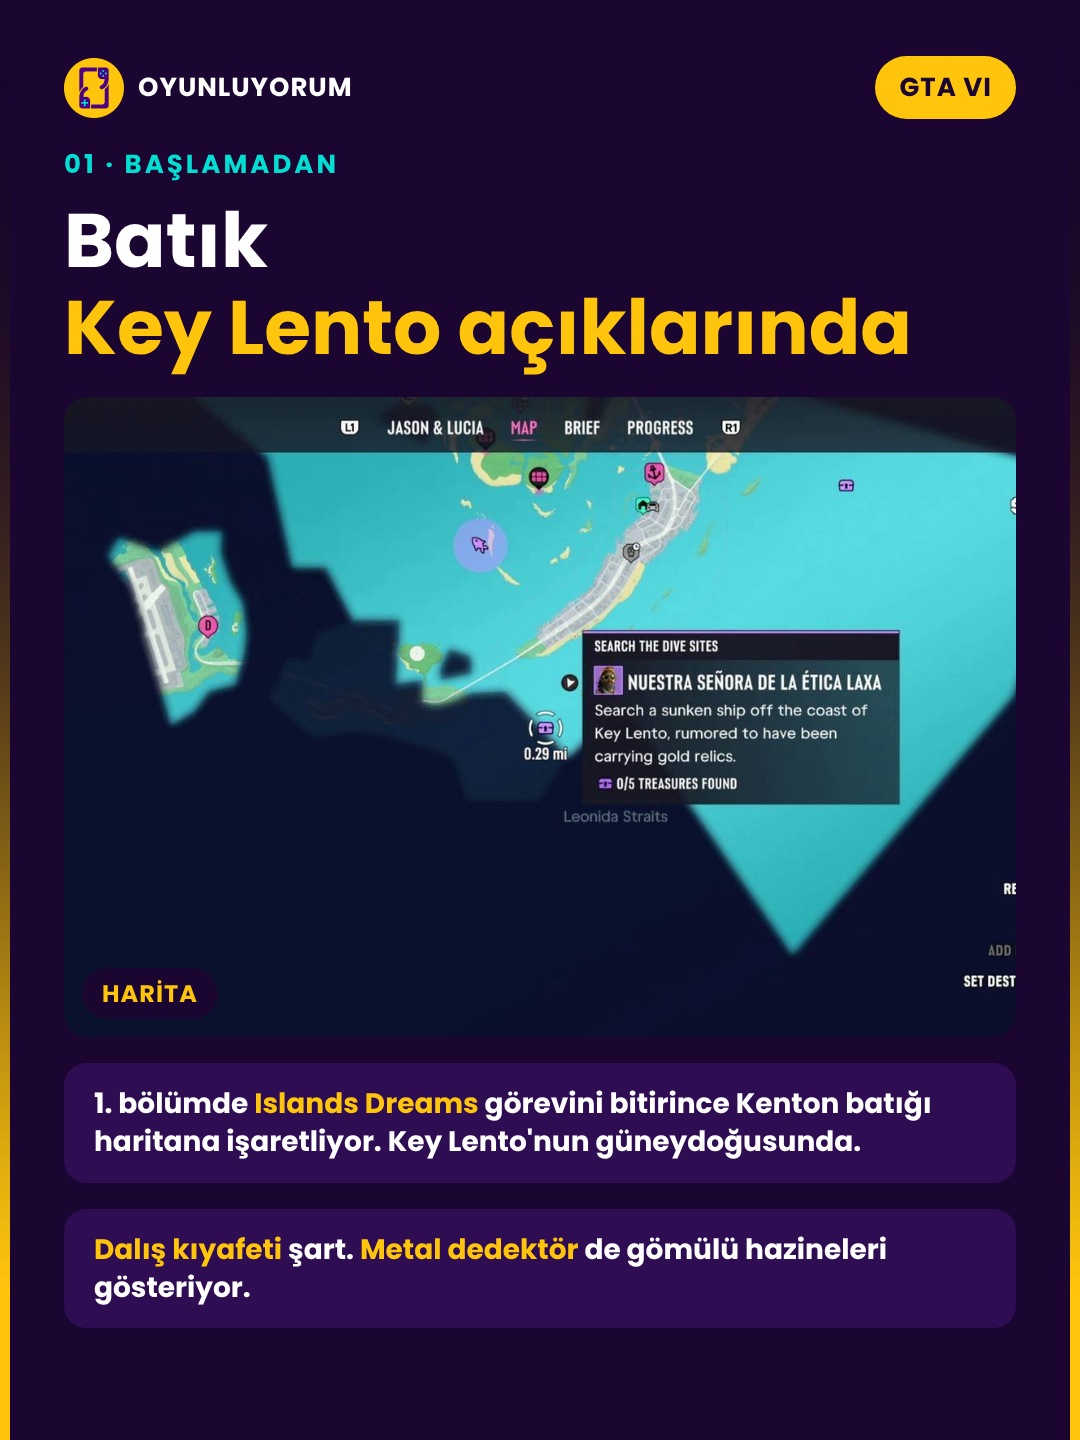 OYUNLUYORUM
GTA VI
01 · BAŞLAMADAN
Batık
Key Lento açıklarında
L1 JASON & LUCIA MAP BRIEF PROGRESS R1
D
SEARCH THE DIVE SITES
NUESTRA SEÑORA DE LA ÉTICA LAXA
Search a sunken ship off the coast of
Key Lento, rumored to have been
carrying gold relics.
0/5 TREASURES FOUND
0.29 mi
Leonida Straits
RE
ADD
SET DEST
HARİTA
1. bölümde Islands Dreams görevini bitirince Kenton batığı
haritana işaretliyor. Key Lento'nun güneydoğusunda.
Dalış kıyafeti şart. Metal dedektör de gömülü hazineleri
gösteriyor.